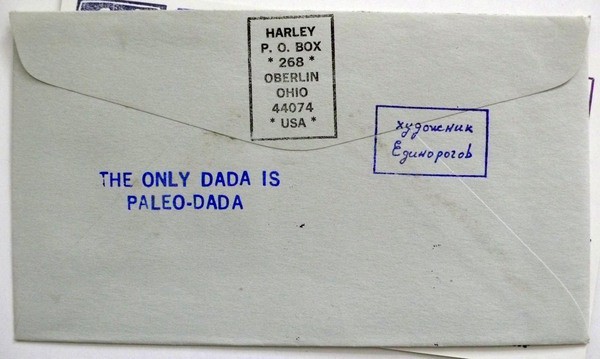 HARLEY
P. O. BOX
* 268 *
OBERLIN
OHIO
44074
* USA *
художник
Единорогов
THE ONLY DADA IS
PALEO-DADA